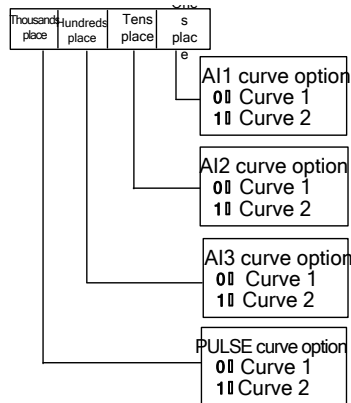 Thousands place
Hundreds place
Tens place
Ones place
AI1 curve option
0▯ Curve 1
1▯ Curve 2
AI2 curve option
0▯ Curve 1
1▯ Curve 2
AI3 curve option
0▯ Curve 1
1▯ Curve 2
PULSE curve option
0▯ Curve 1
1▯ Curve 2